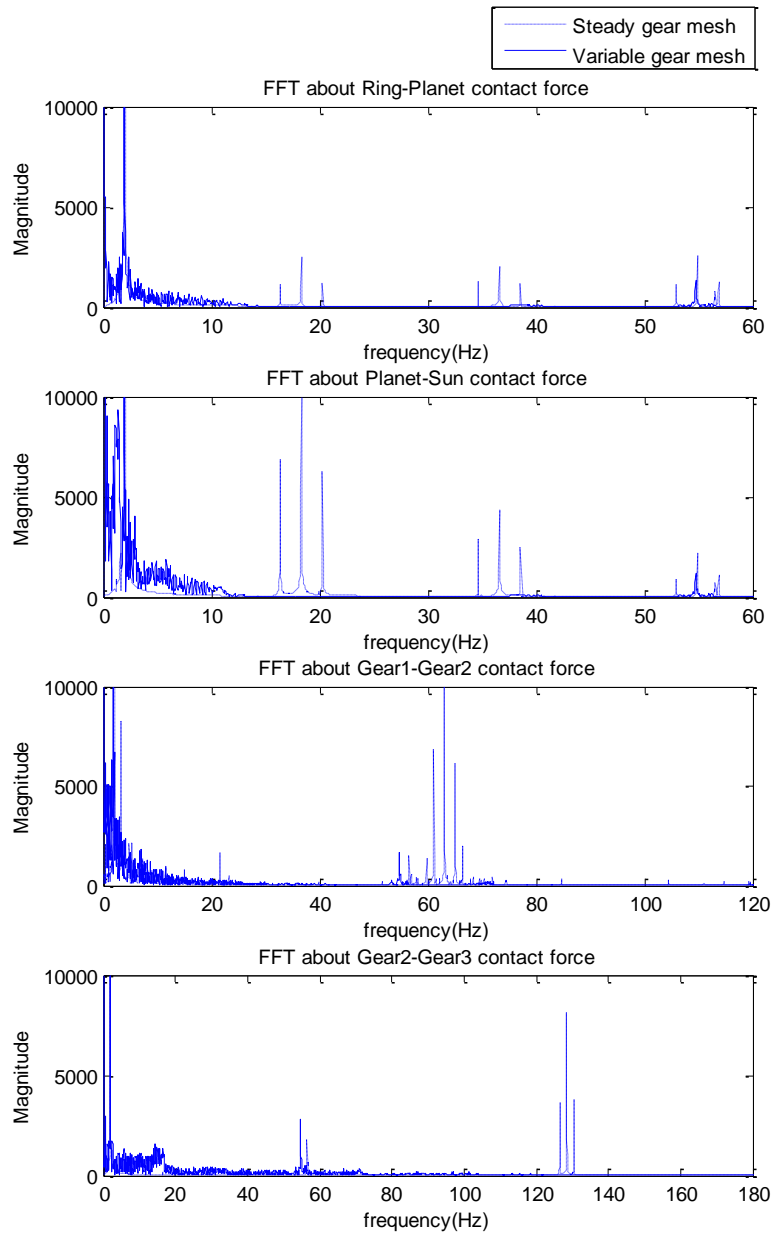 Steady gear mesh
Variable gear mesh
FFT about Ring-Planet contact force
10000
5000
0
Magnitude
0 10 20 30 40 50 60
frequency(Hz)
FFT about Planet-Sun contact force
10000
5000
0
Magnitude
0 10 20 30 40 50 60
frequency(Hz)
FFT about Gear1-Gear2 contact force
10000
5000
0
Magnitude
0 20 40 60 80 100 120
frequency(Hz)
FFT about Gear2-Gear3 contact force
10000
5000
0
Magnitude
0 20 40 60 80 100 120 140 160 180
frequency(Hz)